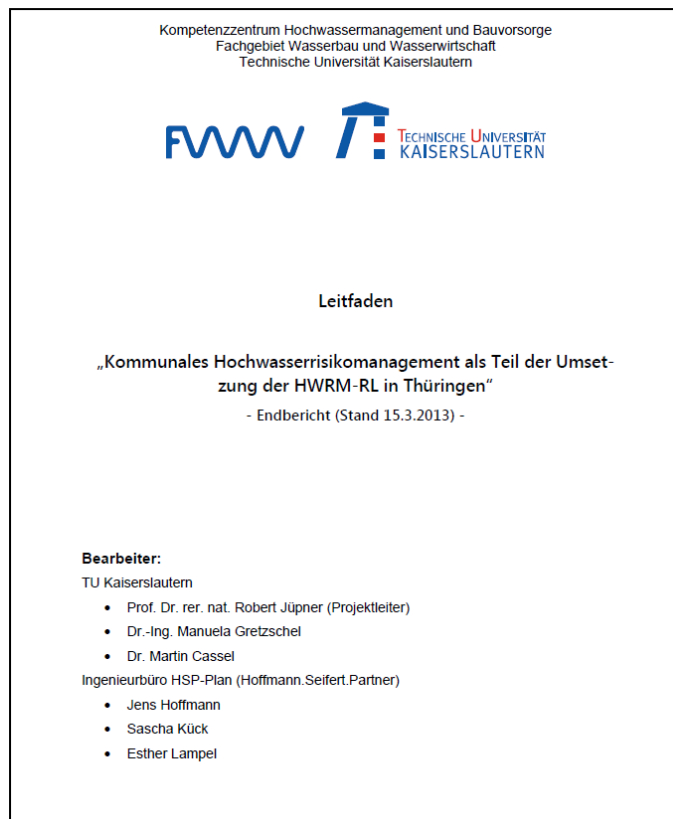 Kompetenzzentrum Hochwassermanagement und Bauvorsorge
Fachgebiet Wasserbau und Wasserwirtschaft
Technische Universität Kaiserslautern
FWW
TECHNISCHE UNIVERSITÄT
KAISERSLAUTERN
Leitfaden
„Kommunales Hochwasserrisikomanagement als Teil der Umset-
zung der HWRM-RL in Thüringen“
- Endbericht (Stand 15.3.2013) -
Bearbeiter:
TU Kaiserslautern
• Prof. Dr. rer. nat. Robert Jüpner (Projektleiter)
• Dr.-Ing. Manuela Gretzschel
• Dr. Martin Cassel
Ingenieurbüro HSP-Plan (Hoffmann.Seifert.Partner)
• Jens Hoffmann
• Sascha Kück
• Esther Lampel